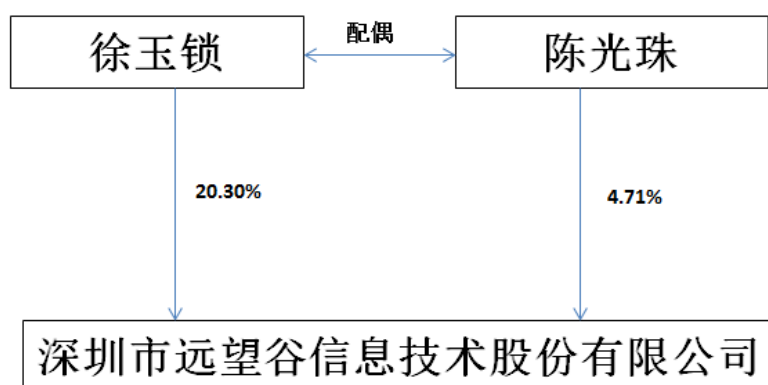 徐玉锁
配偶
陈光珠
20.30%
4.71%
深圳市远望谷信息技术股份有限公司